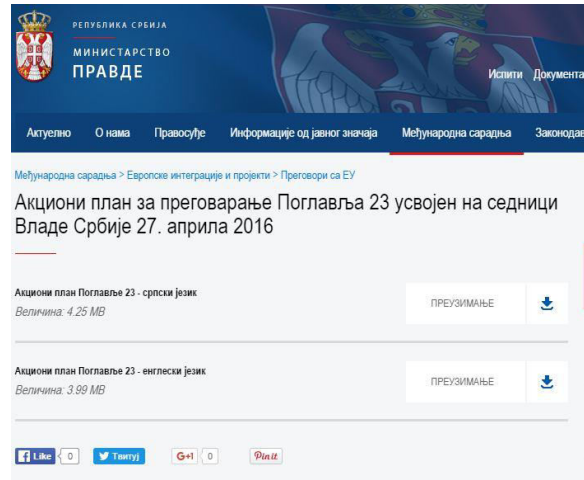 РЕПУБЛИКА СРБИЈА
МИНИСТАРСТВО
ПРАВДЕ
Испити Документа
Актуелно О нама Правосуђе Информације од јавног значаја Међународна сарадња Законодав
Међународна сарадња > Европске интеграције и пројекти > Преговори са ЕУ
Акциони план за преговарање Поглавља 23 усвојен на седници
Владе Србије 27. априла 2016
Акциони план Поглавље 23 - српски језик
Величина: 4.25 MB
ПРЕУЗИМАЊЕ
Акциони план Поглавље 23 - енглески језик
Величина: 3.99 MB
ПРЕУЗИМАЊЕ
Like 0 Твитуј G+1 0 Pin it